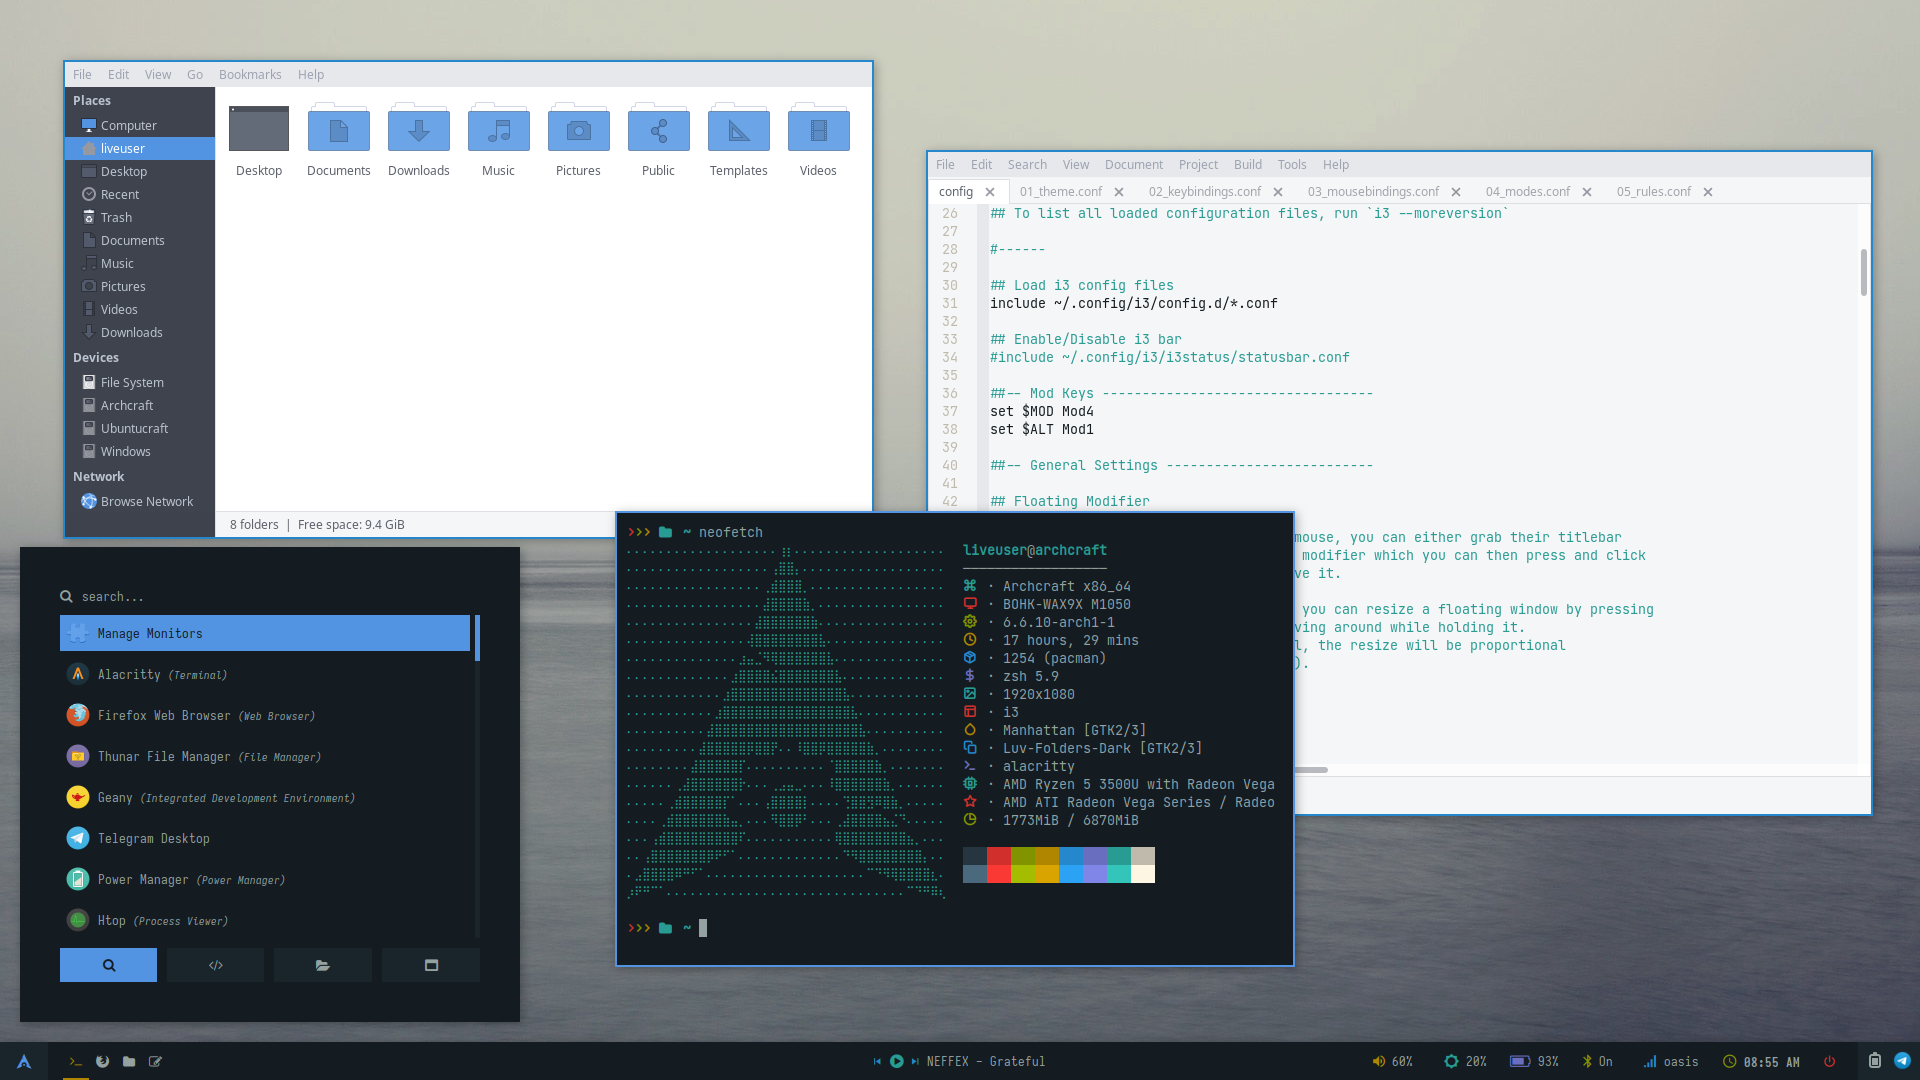 File Edit View Go Bookmarks Help
Places
Computer
liveuser
Desktop
Recent
Trash
Documents
Music
Pictures
Videos
Downloads
Devices
File System
Archcraft
Ubuntucraft
Windows
Network
Browse Network
Desktop Documents Downloads Music Pictures Public Templates Videos
8 folders | Free space: 9.4 GiB
File Edit Search View Document Project Build Tools Help
config 01_theme.conf 02_keybindings.conf 03_mousebindings.conf 04_modes.conf 05_rules.conf
26 ## To list all loaded configuration files, run `i3 --moreversion`
27
28 #------
29
30 ## Load i3 config files
31 include ~/.config/i3/config.d/*.conf
32
33 ## Enable/Disable i3 bar
34 #include ~/.config/i3/i3status/statusbar.conf
35
36 ##-- Mod Keys ----------------------------------
37 set $MOD Mod4
38 set $ALT Mod1
39
40 ##-- General Settings --------------------------
41
42 ## Floating Modifier
mouse, you can either grab their titlebar
modifier which you can then press and click
ve it.
you can resize a floating window by pressing
ving around while holding it.
l, the resize will be proportional
).
>>> ~ neofetch
liveuser@archcraft
· Archcraft x86_64
· BOHK-WAX9X M1050
· 6.6.10-arch1-1
· 17 hours, 29 mins
· 1254 (pacman)
· zsh 5.9
· 1920x1080
· i3
· Manhattan [GTK2/3]
· Luv-Folders-Dark [GTK2/3]
· alacritty
· AMD Ryzen 5 3500U with Radeon Vega
· AMD ATI Radeon Vega Series / Radeo
· 1773MiB / 6870MiB
>>> ~
search...
Manage Monitors
Alacritty (Terminal)
Firefox Web Browser (Web Browser)
Thunar File Manager (File Manager)
Geany (Integrated Development Environment)
Telegram Desktop
Power Manager (Power Manager)
Htop (Process Viewer)
NEFFEX - Grateful
60% 20% 93% On oasis 08:55 AM